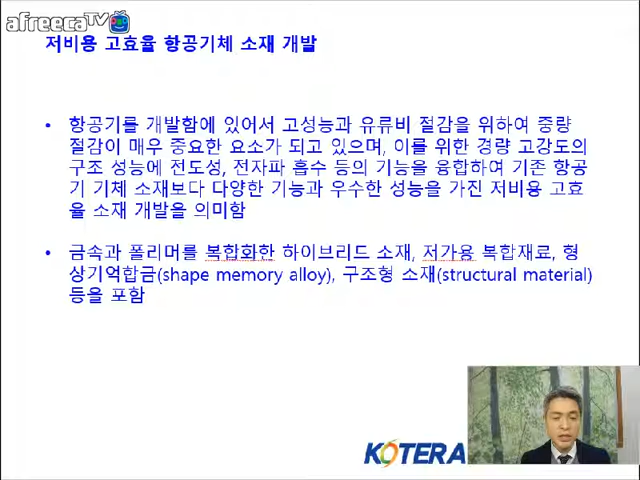 afreecaTV
저비용 고효율 항공기체 소재 개발
• 항공기를 개발함에 있어서 고성능과 유류비 절감을 위하여 중량
절감이 매우 중요한 요소가 되고 있으며, 이를 위한 경량 고강도의
구조 성능에 전도성, 전자파 흡수 등의 기능을 융합하여 기존 항공
기 기체 소재보다 다양한 기능과 우수한 성능을 가진 저비용 고효
율 소재 개발을 의미함
• 금속과 폴리머를 복합화한 하이브리드 소재, 저가용 복합재료, 형
상기억합금(shape memory alloy), 구조형 소재(structural material)
등을 포함
KOTERA